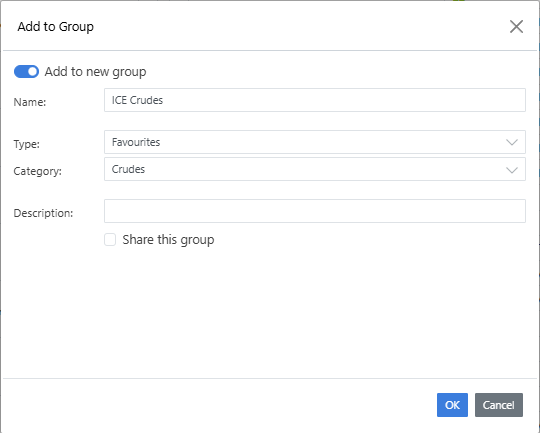 Add to Group
Add to new group
Name: ICE Crudes
Type: Favourites
Category: Crudes
Description:
Share this group
OK Cancel